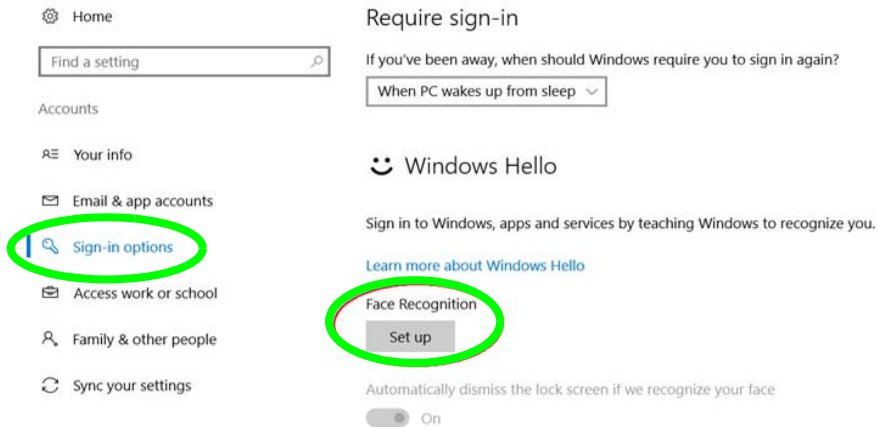 Home
Find a setting
Accounts
Your info
Email & app accounts
Sign-in options
Access work or school
Family & other people
Sync your settings
Require sign-in
If you've been away, when should Windows require you to sign in again?
When PC wakes up from sleep
Windows Hello
Sign in to Windows, apps and services by teaching Windows to recognize you.
Learn more about Windows Hello
Face Recognition
Set up
Automatically dismiss the lock screen if we recognize your face
On